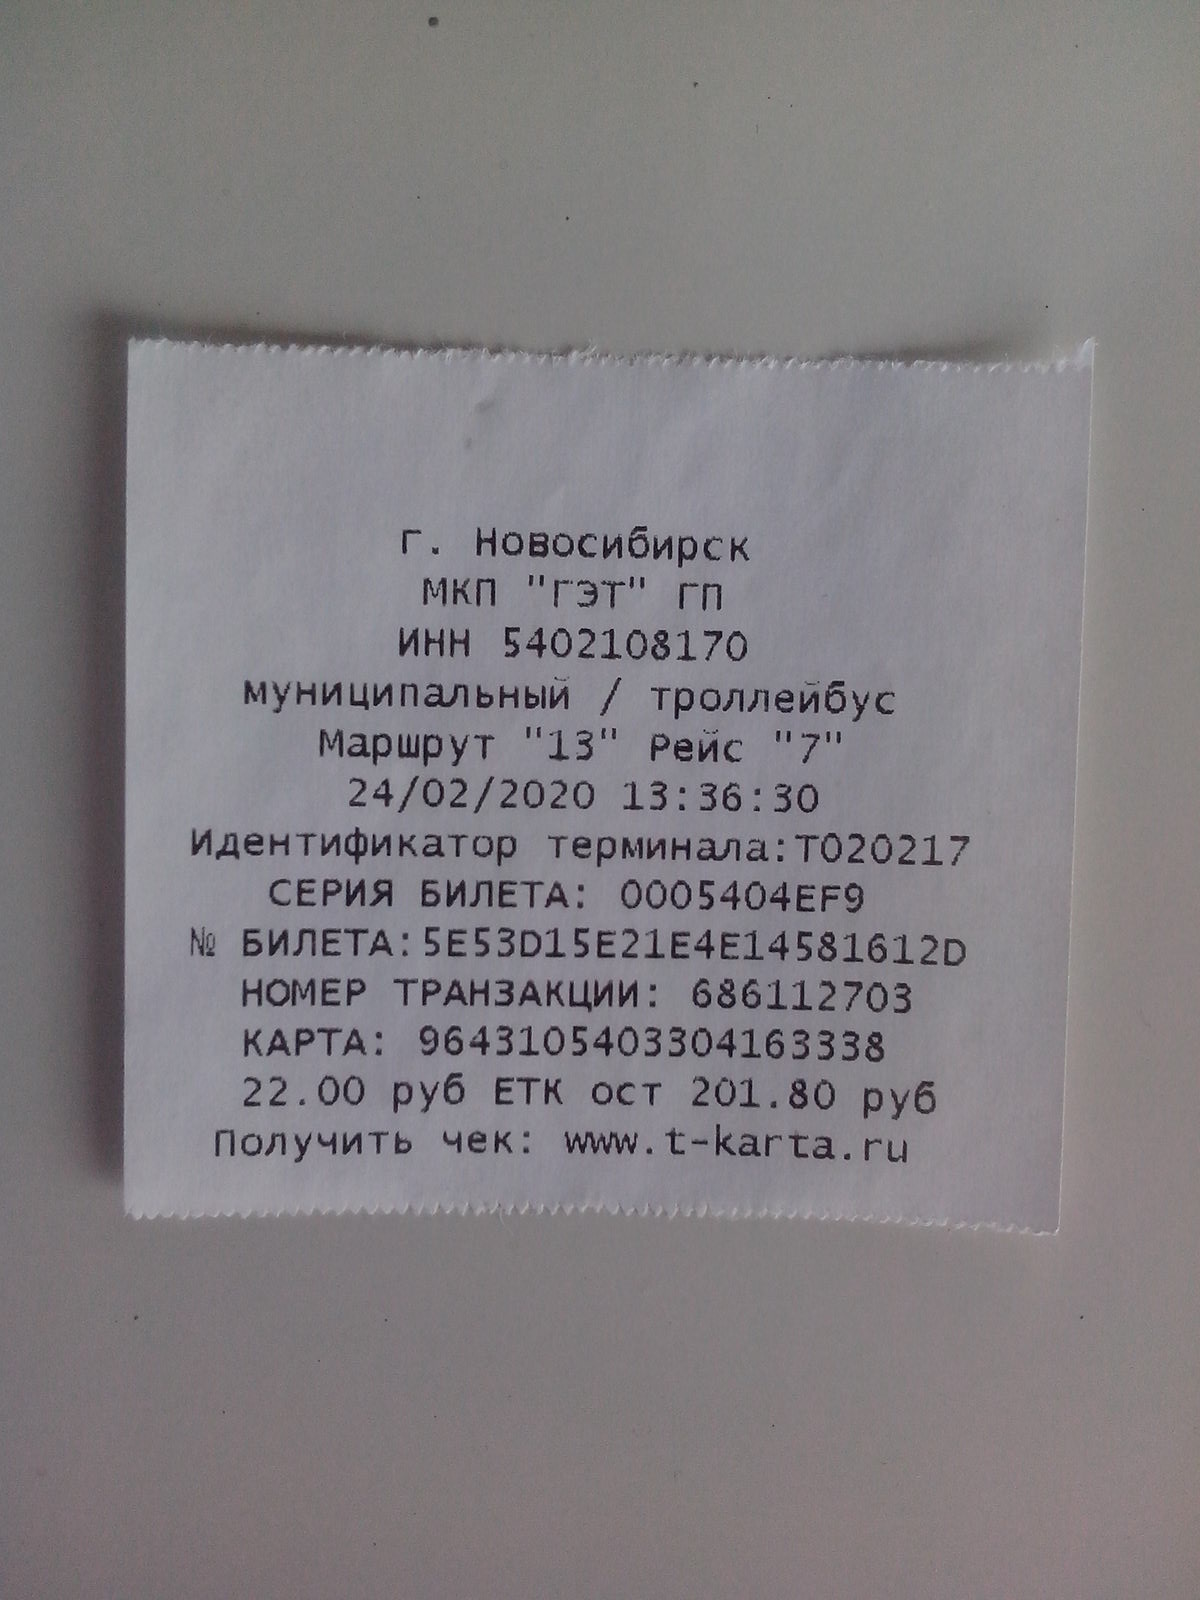 г. Новосибирск
МКП "ГЭТ" ГП
ИНН 5402108170
муниципальный / троллейбус
Маршрут "13" Рейс "7"
24/02/2020 13:36:30
Идентификатор терминала:Т020217
СЕРИЯ БИЛЕТА: 0005404EF9
№ БИЛЕТА:5E53D15E21E4E14581612D
НОМЕР ТРАНЗАКЦИИ: 686112703
КАРТА: 9643105403304163338
22.00 руб ЕТК ост 201.80 руб
Получить чек: www.t-karta.ru